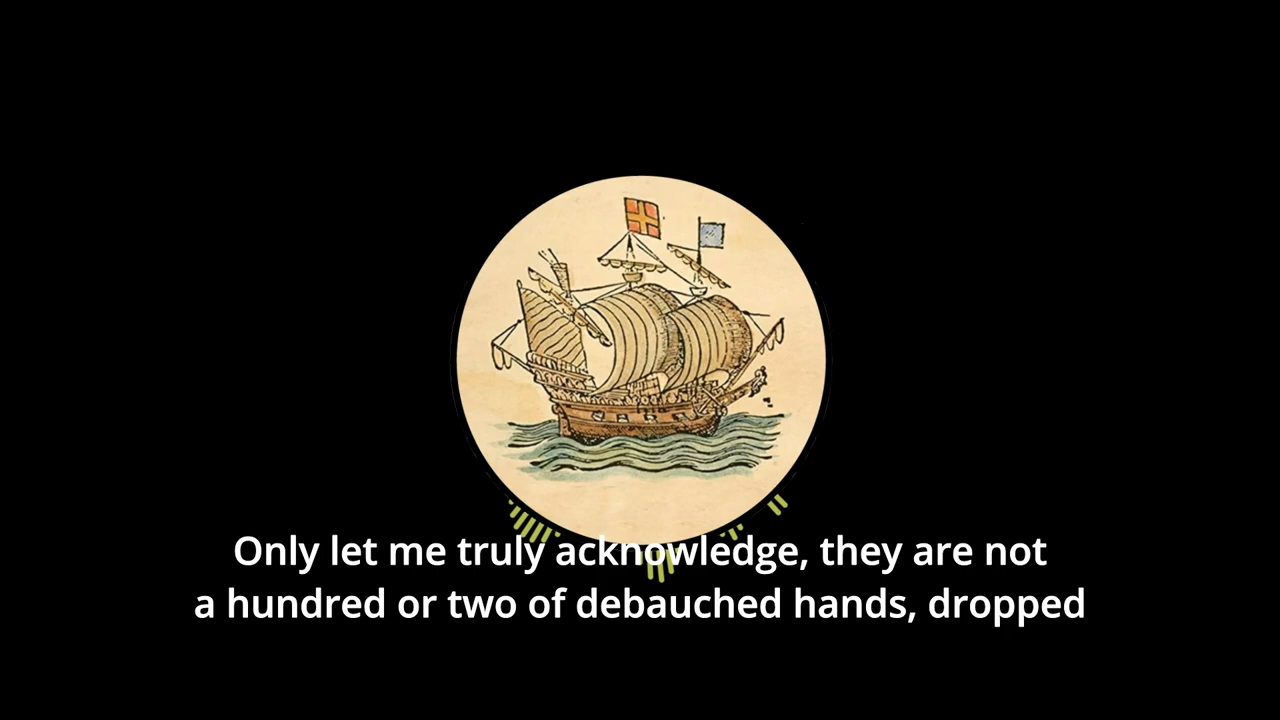 Only let me truly acknowledge, they are not
a hundred or two of debauched hands, dropped